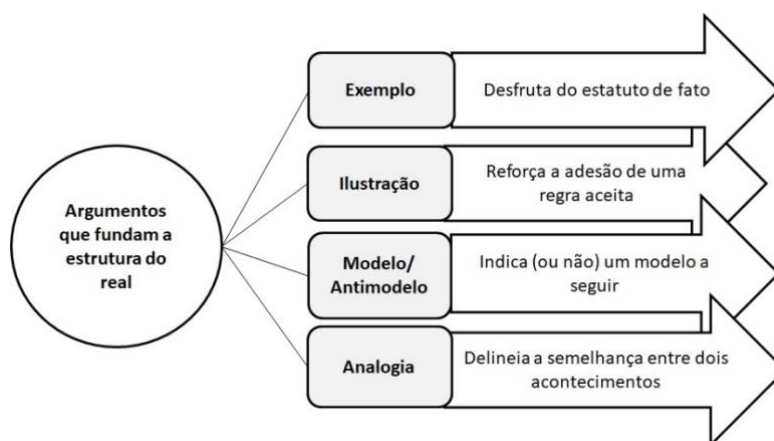 Argumentos
que fundam a
estrutura do
real
Exemplo
Desfruta do estatuto de fato
Ilustração
Reforça a adesão de uma
regra aceita
Modelo/
Antimodelo
Indica (ou não) um modelo a
seguir
Analogia
Delineia a semelhança entre dois
acontecimentos